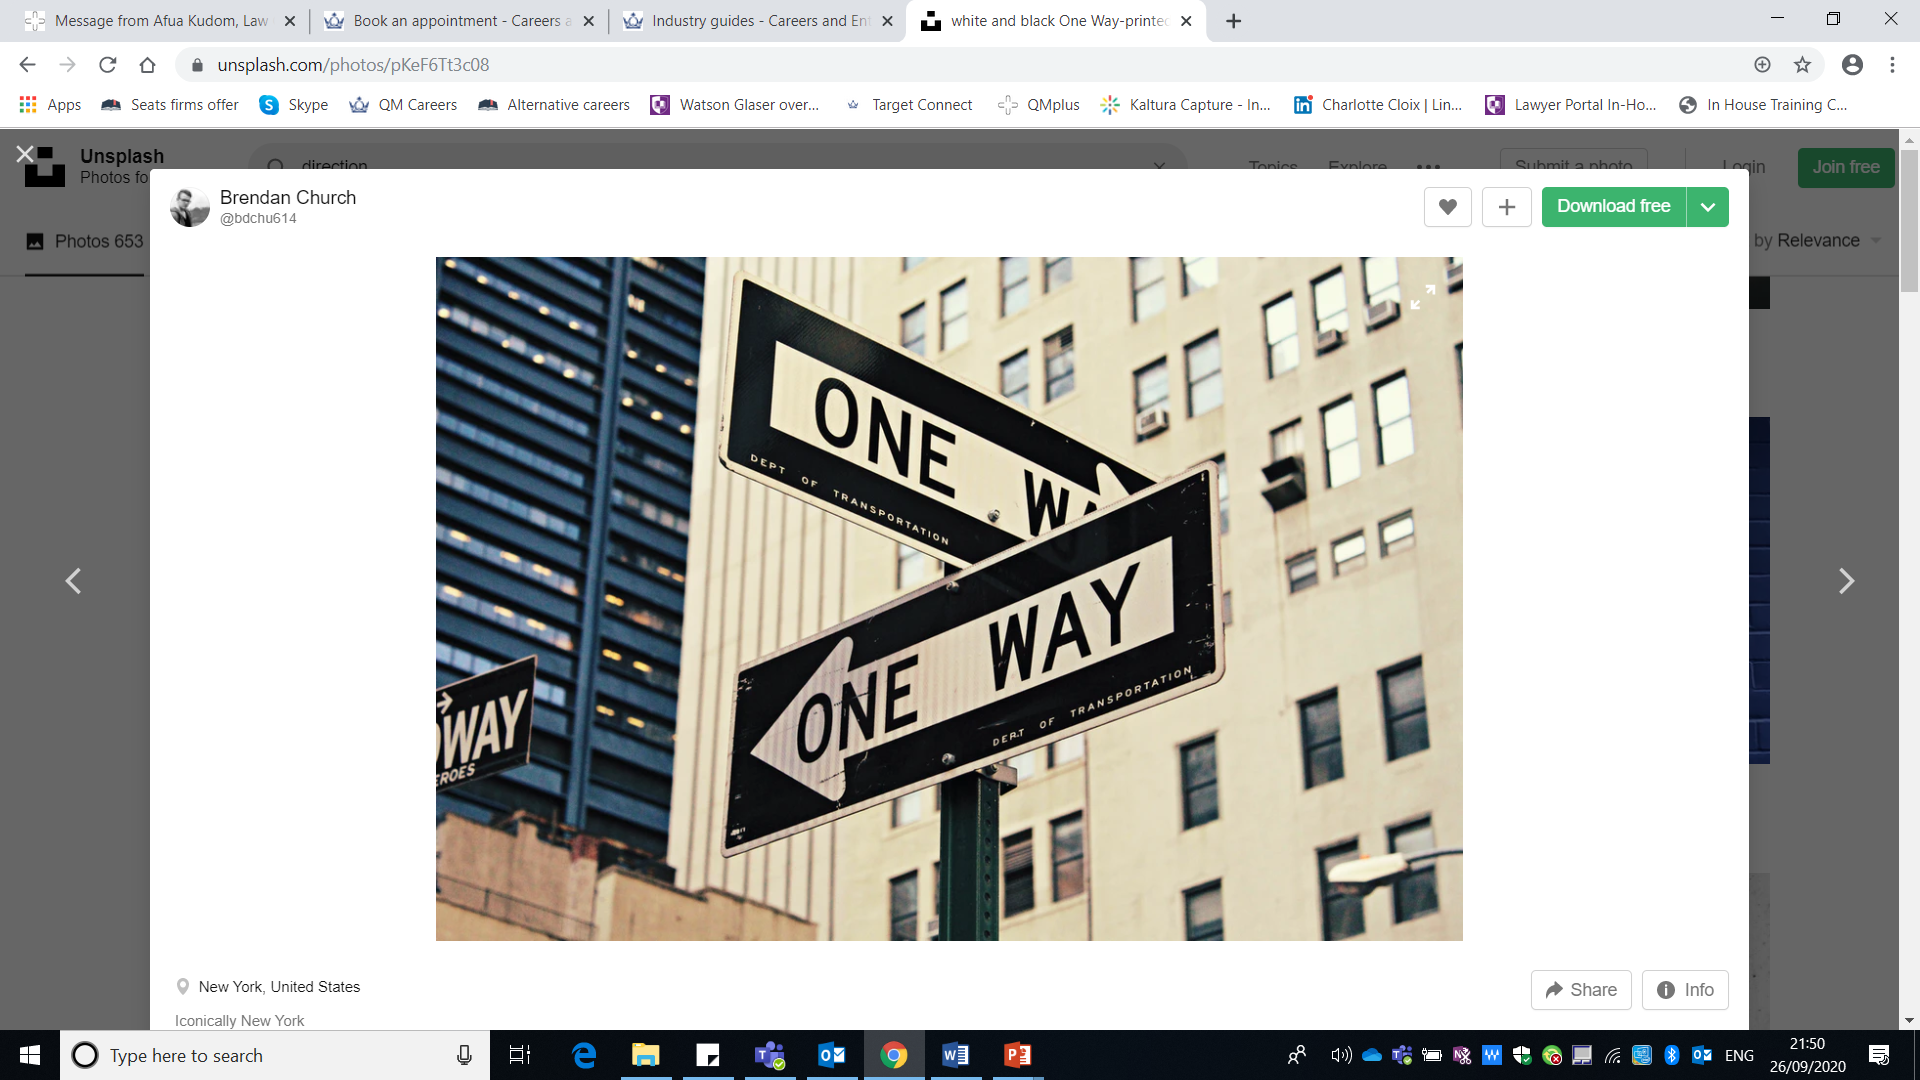 Message from Afua Kudom, Law
Book an appointment - Careers a
Industry guides - Careers and Ent
white and black One Way-printed
unsplash.com/photos/pKeF6Tt3c08
Apps
Seats firms offer
Skype
QM Careers
Alternative careers
Watson Glaser over...
Target Connect
QMplus
Kaltura Capture - In...
Charlotte Cloix | Lin...
Lawyer Portal In-Ho...
In House Training C...
Unsplash
Photos fo
direction
Topics
Explore
Submit a photo
Login
Join free
Brendan Church
@bdchu614
Download free
Photos 653
by Relevance
ONE WA
DEPT OF TRANSPORTATION
ONE WAY
DEPT OF TRANSPORTATION
WAY
EROES
New York, United States
Share
Info
Iconically New York
Type here to search
ENG
21:50
26/09/2020